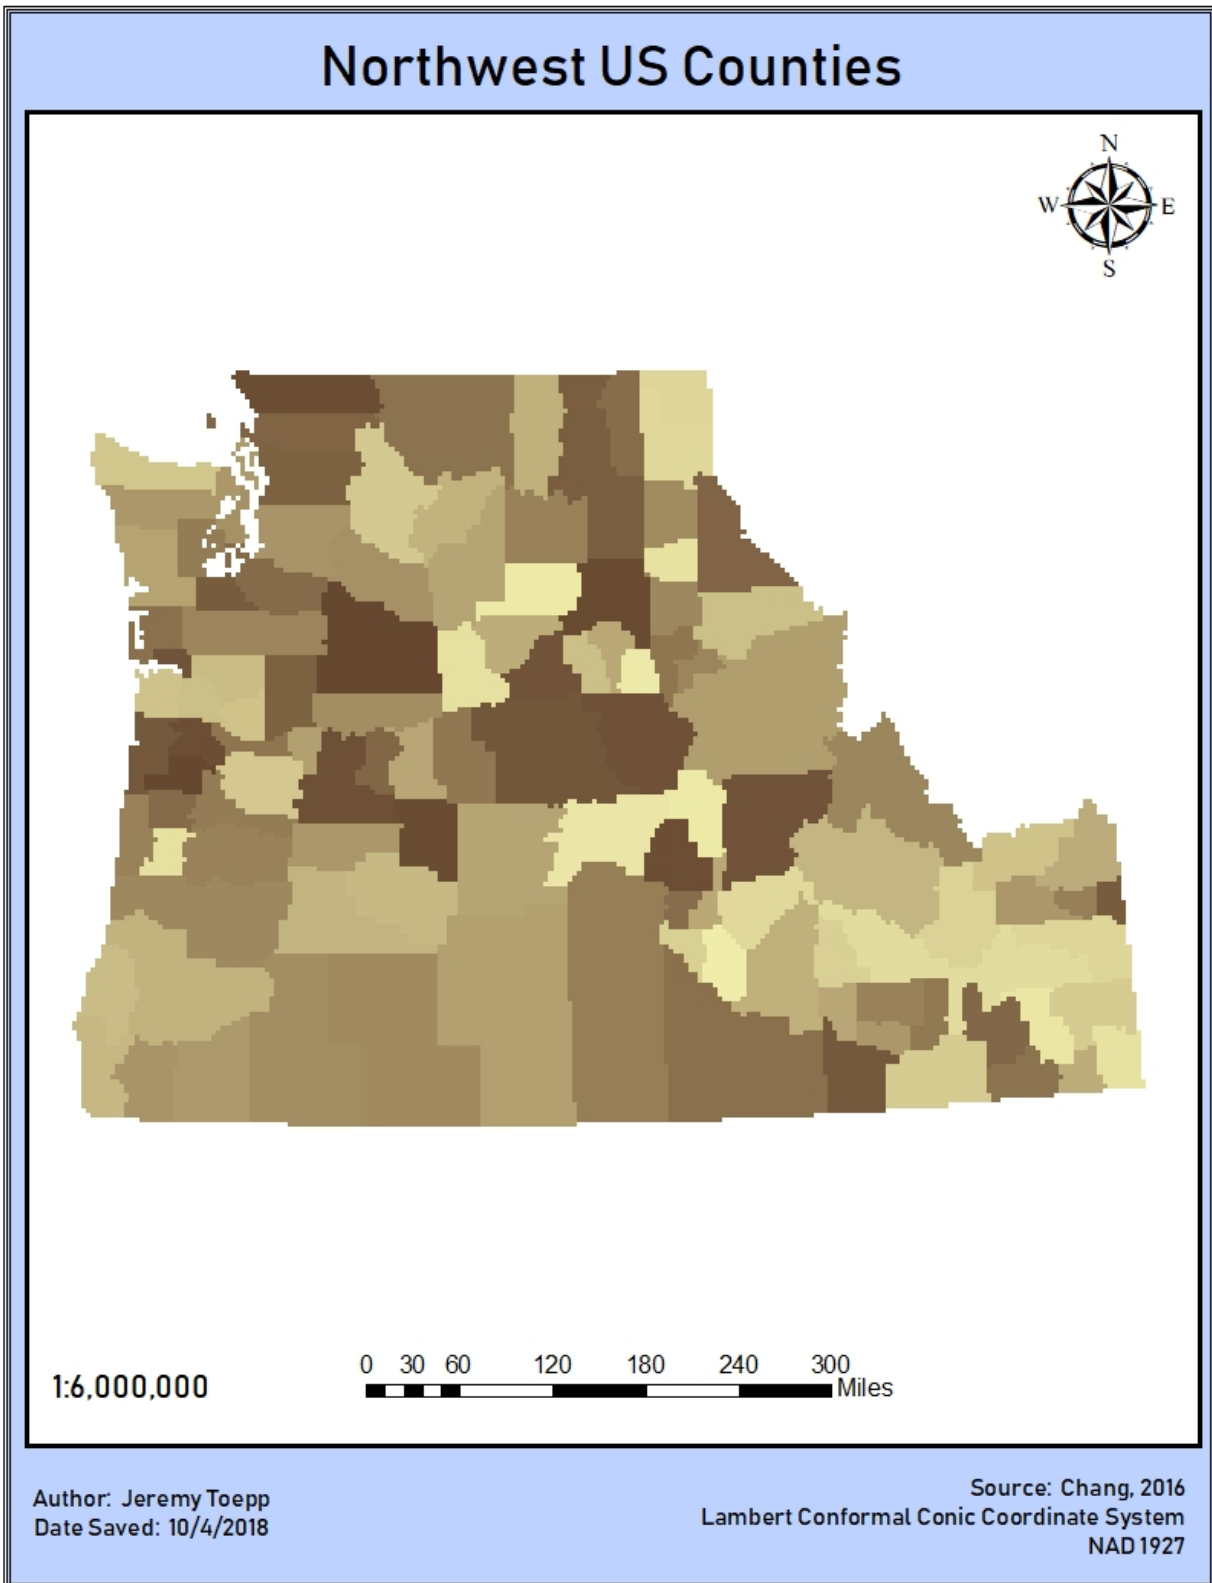 Northwest US Counties
N
W E
S
0 30 60 120 180 240 300
Miles
1:6,000,000
Author: Jeremy Toepp
Date Saved: 10/4/2018
Source: Chang, 2016
Lambert Conformal Conic Coordinate System
NAD 1927